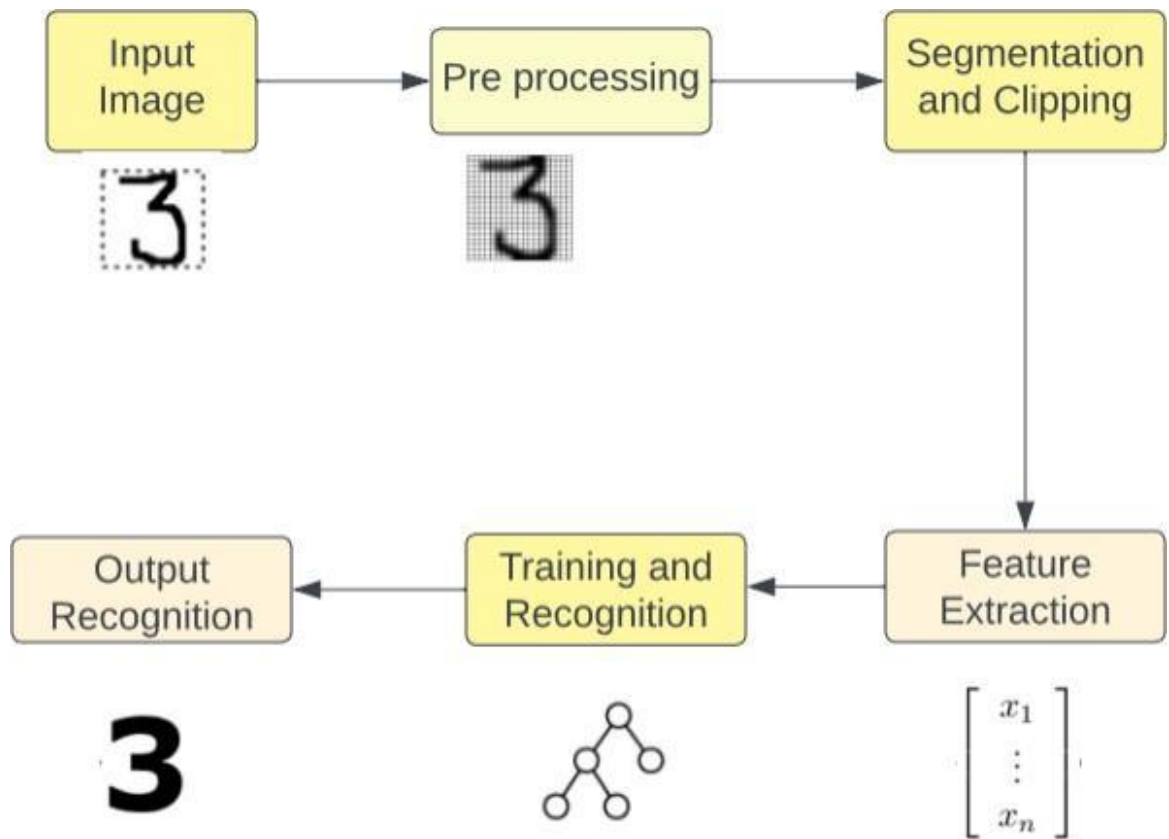 Input
Image
Pre processing
Segmentation
and Clipping
3
3
Output
Recognition
Training and
Recognition
Feature
Extraction
3
x₁
⋮
xₙ